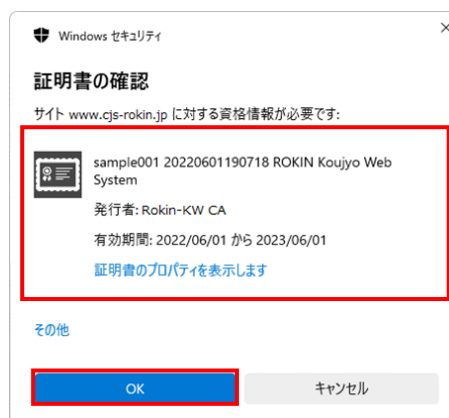 Windows セキュリティ
証明書の確認
サイト www.cjs-rokin.jp に対する資格情報が必要です:
sample001 20220601190718 ROKIN Koujyo Web
System
発行者: Rokin-KW CA
有効期間: 2022/06/01 から 2023/06/01
証明書のプロパティを表示します
その他
OK
キャンセル